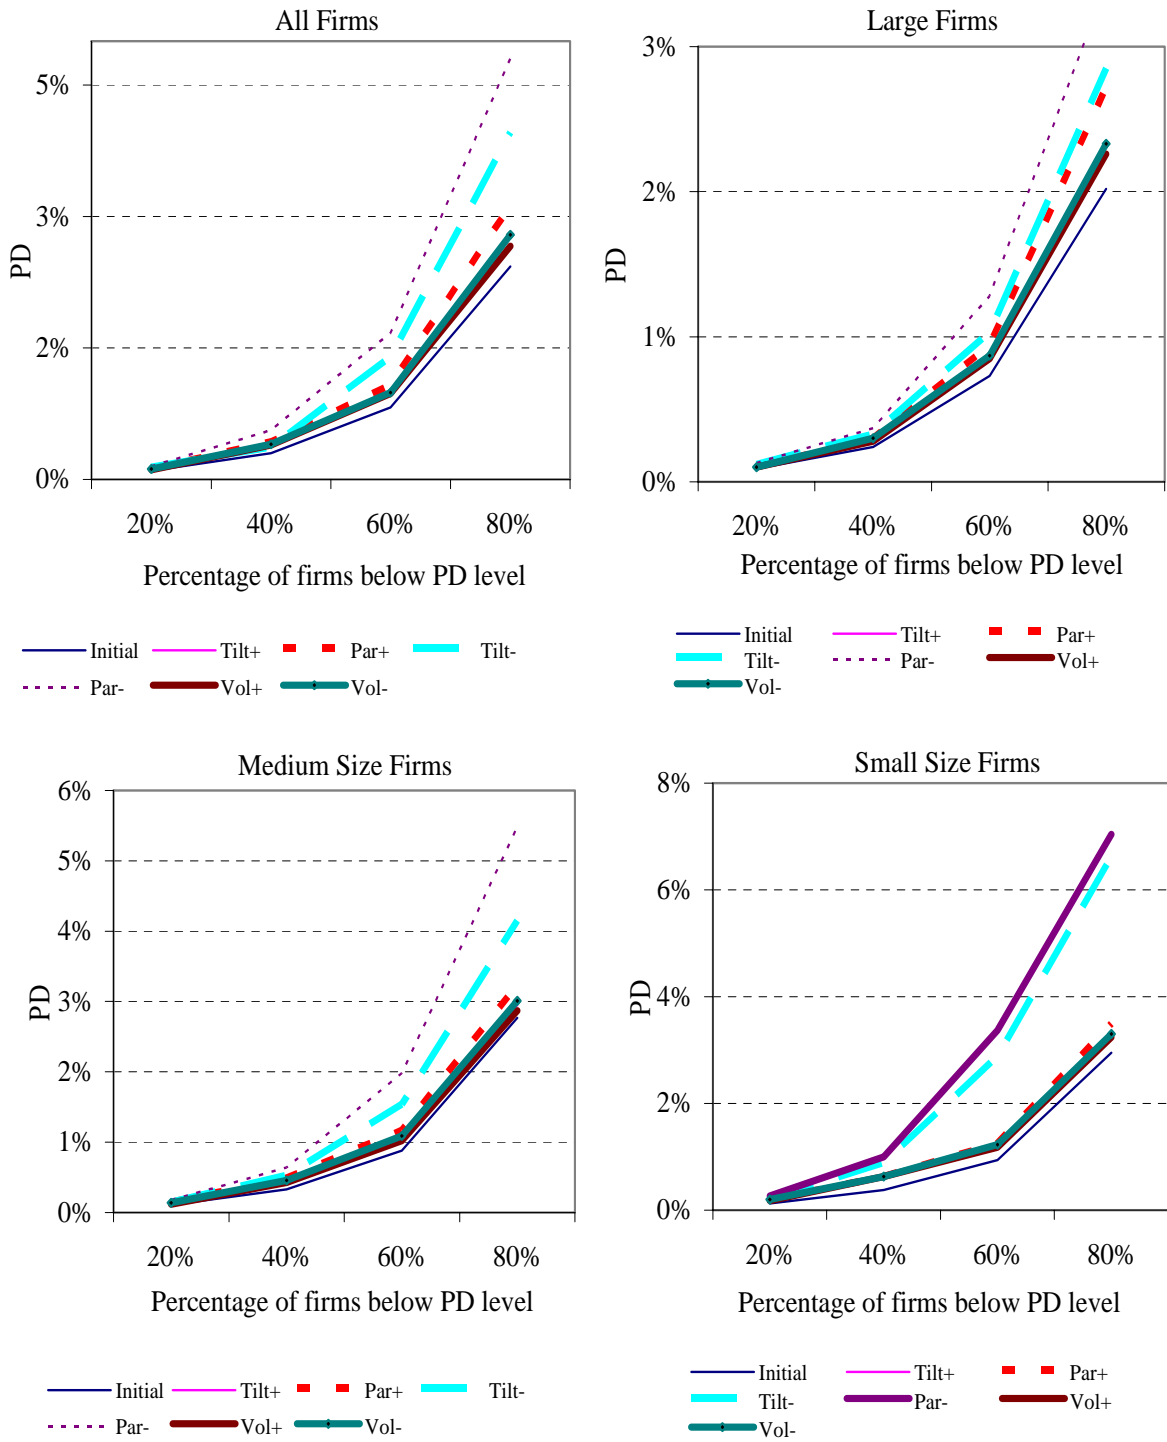 All Firms
5%
3%
2%
0%
PD
20% 40% 60% 80%
Percentage of firms below PD level
Initial Tilt+ Par+ Tilt-
Par- Vol+ Vol-
Large Firms
3%
2%
1%
0%
PD
20% 40% 60% 80%
Percentage of firms below PD level
Initial Tilt+ Par+
Tilt- Par- Vol+
Vol-
Medium Size Firms
6%
5%
4%
3%
2%
1%
0%
PD
20% 40% 60% 80%
Percentage of firms below PD level
Initial Tilt+ Par+ Tilt-
Par- Vol+ Vol-
Small Size Firms
8%
6%
4%
2%
0%
PD
20% 40% 60% 80%
Percentage of firms below PD level
Initial Tilt+ Par+
Tilt- Par- Vol+
Vol-